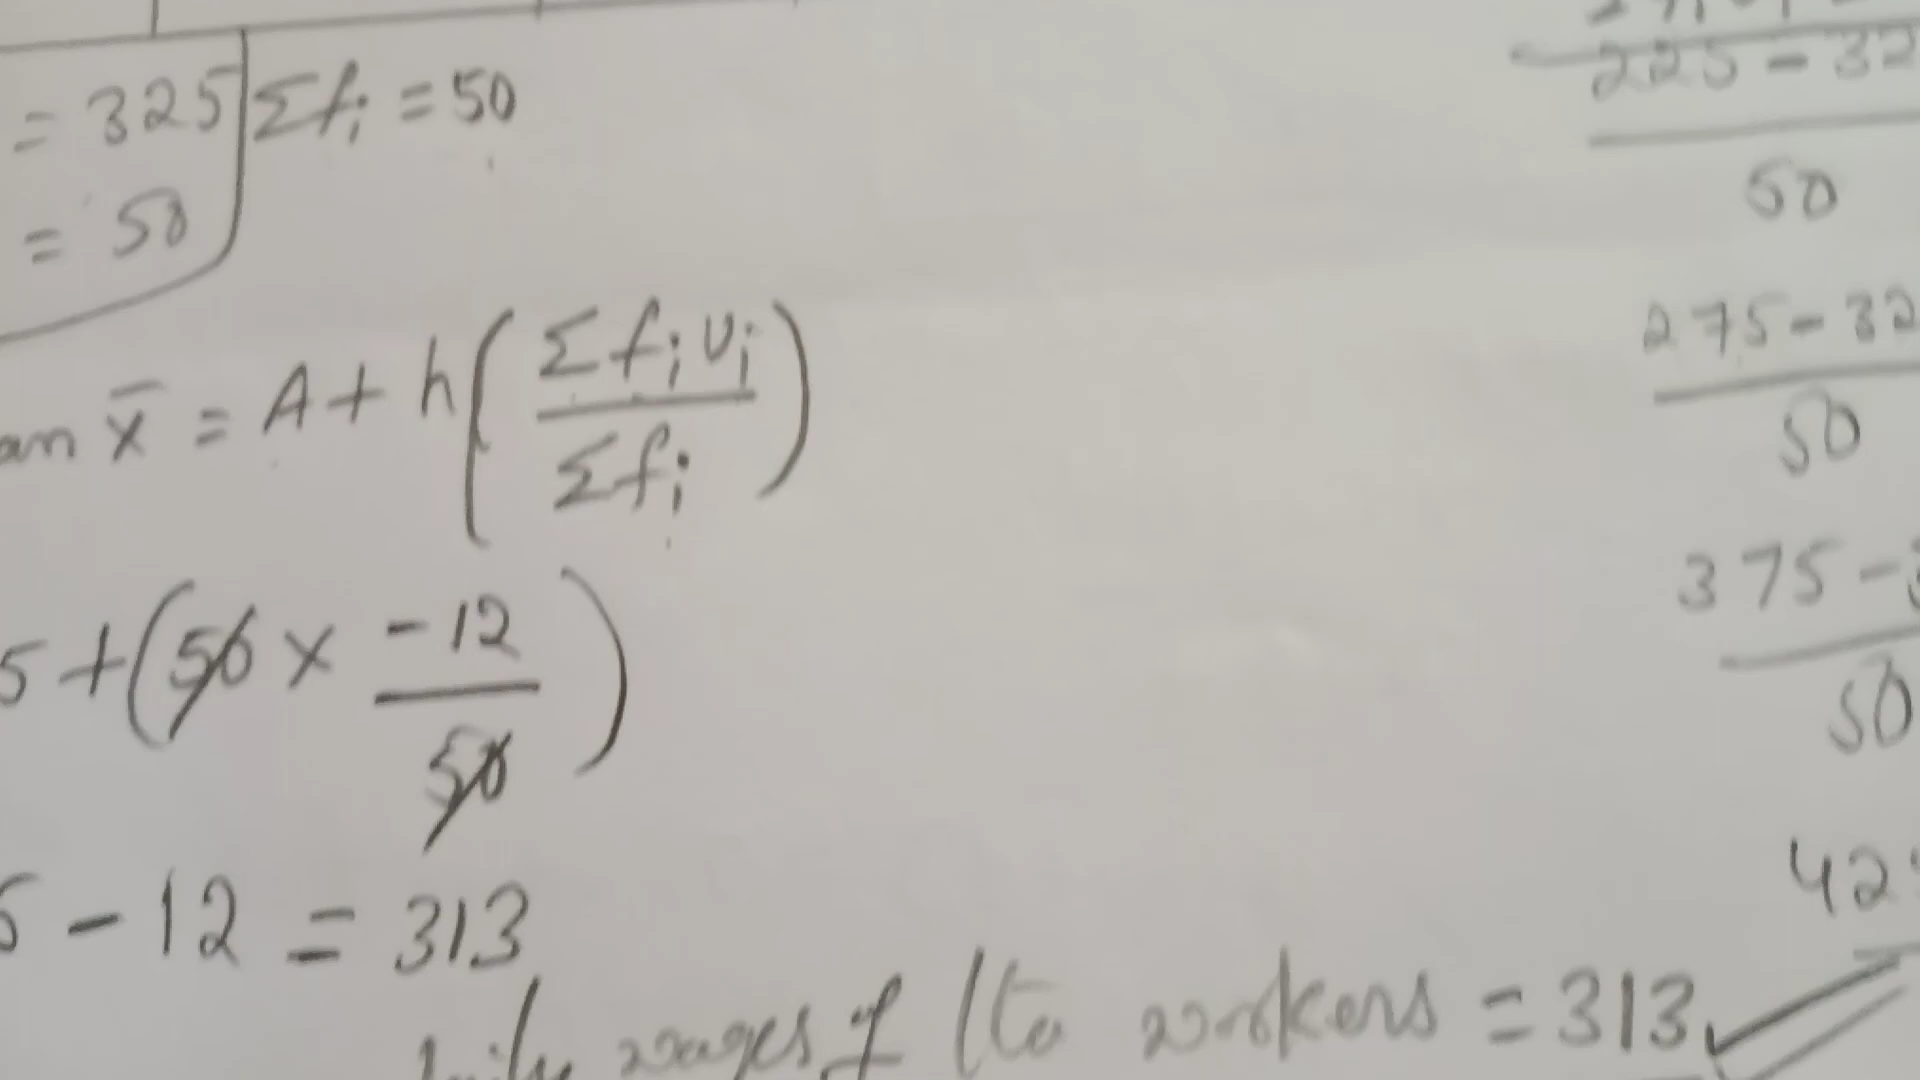 = 325 Σfi = 50
= 50
an x̄ = A + h(Σfiui / Σfi)
5 + (50 × -12 / 50)
5 - 12 = 313
wages of (to workers = 313
225 - 32
50
275 - 32
50
375 -
50
42